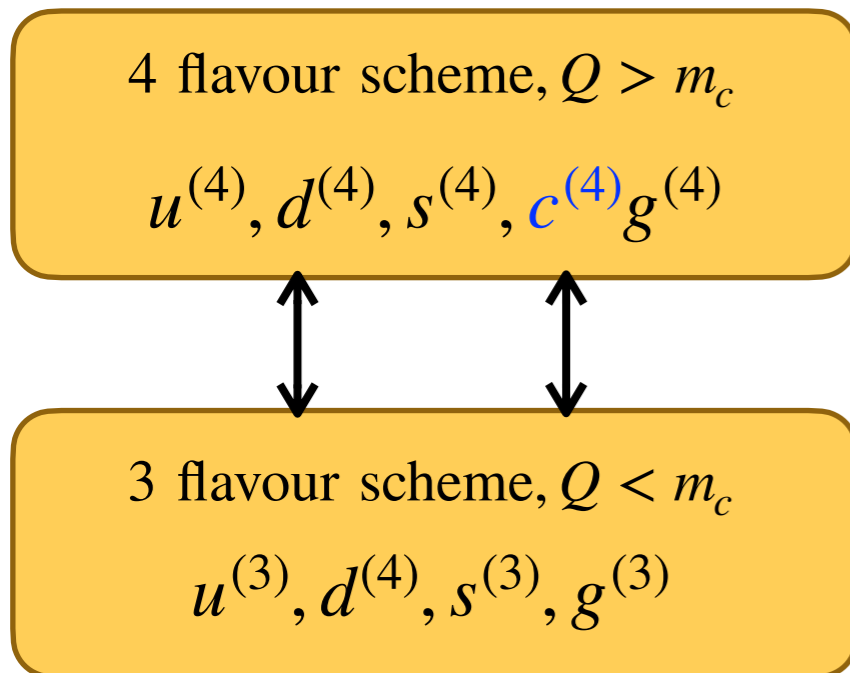 4 flavour scheme, Q > m_c
u^(4), d^(4), s^(4), c^(4)g^(4)
3 flavour scheme, Q < m_c
u^(3), d^(4), s^(3), g^(3)